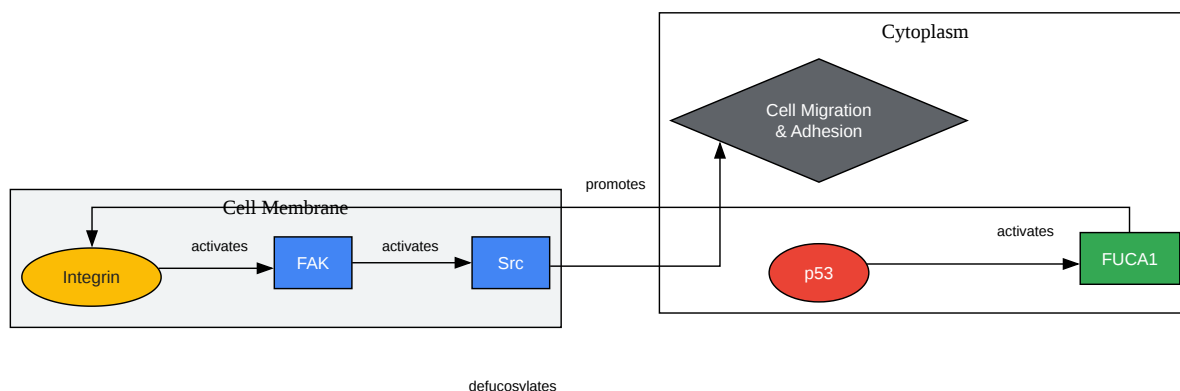 Cytoplasm
Cell Migration
& Adhesion
promotes
Cell Membrane
activates
activates
activates
Integrin
FAK
Src
p53
FUCA1
defucosylates